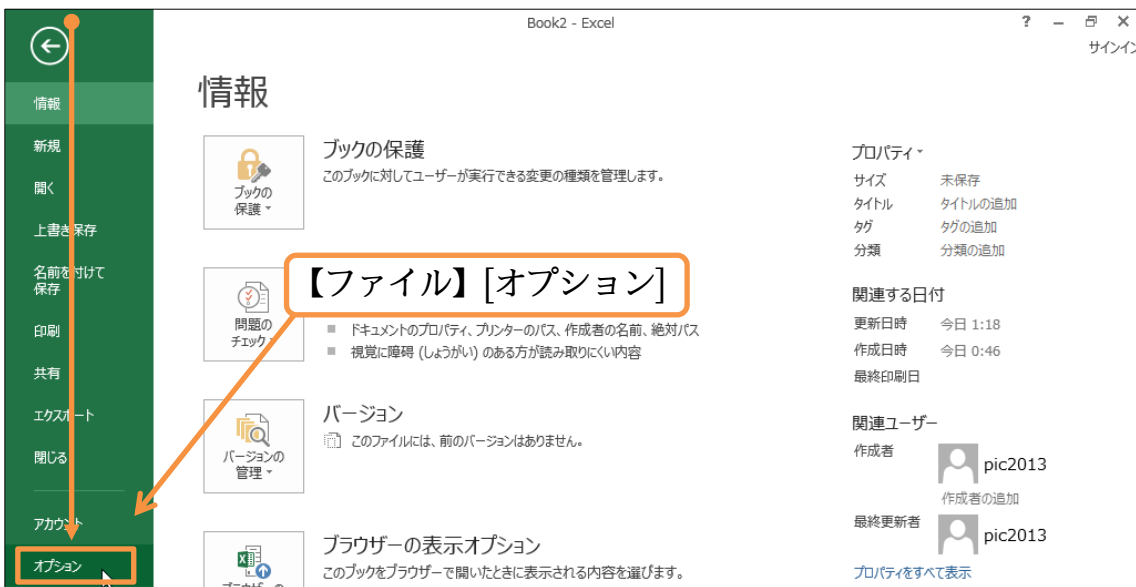 Book2 - Excel
?
サインイン
情報
新規
開く
上書き保存
名前を付けて
保存
印刷
共有
エクスポート
閉じる
アカウント
オプション
情報
ブックの
保護
ブックの保護
このブックに対してユーザーが実行できる変更の種類を管理します。
【ファイル】[オプション]
問題の
チェック
ドキュメントのプロパティ、プリンターのパス、作成者の名前、絶対パス
視覚に障碍 (しょうがい) のある方が読み取りにくい内容
バージョンの
管理
バージョン
このファイルには、前のバージョンはありません。
ブラウザーの表示オプション
このブックをブラウザーで開いたときに表示される内容を選びます。
プロパティ
サイズ 未保存
タイトル タイトルの追加
タグ タグの追加
分類 分類の追加
関連する日付
更新日時 今日 1:18
作成日時 今日 0:46
最終印刷日
関連ユーザー
作成者 pic2013
作成者の追加
最終更新者 pic2013
プロパティをすべて表示